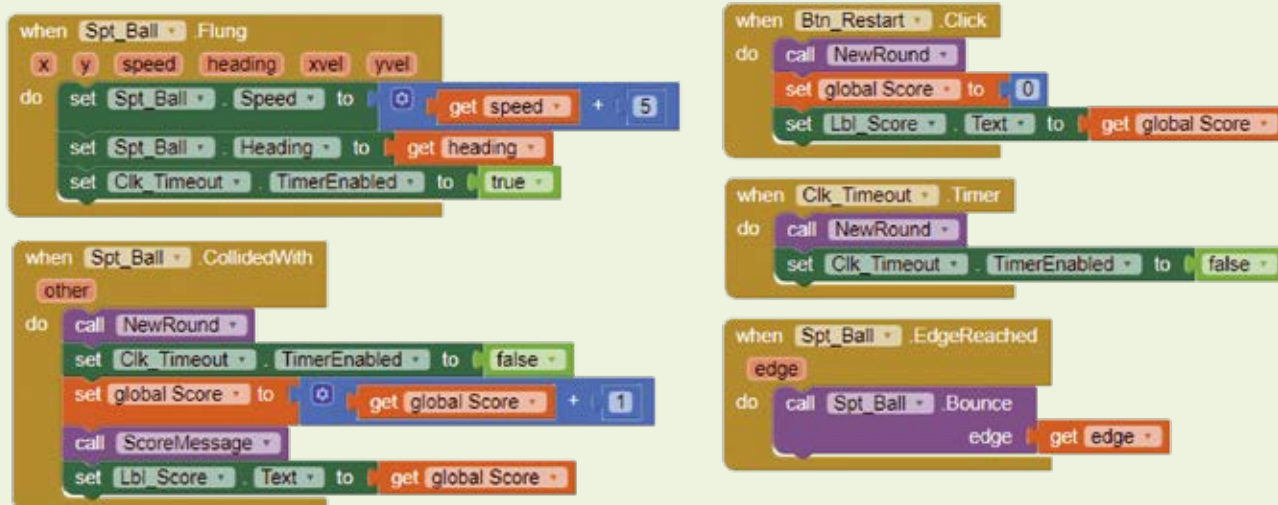 when Spt_Ball .Flung
x y speed heading xvel yvel
do set Spt_Ball . Speed to get speed + 5
set Spt_Ball . Heading to get heading
set Clk_Timeout . TimerEnabled to true
when Spt_Ball .CollidedWith
other
do call NewRound
set Clk_Timeout . TimerEnabled to false
set global Score to get global Score + 1
call ScoreMessage
set Lbl_Score . Text to get global Score
when Btn_Restart .Click
do call NewRound
set global Score to 0
set Lbl_Score . Text to get global Score
when Clk_Timeout .Timer
do call NewRound
set Clk_Timeout . TimerEnabled to false
when Spt_Ball .EdgeReached
edge
do call Spt_Ball .Bounce
edge get edge